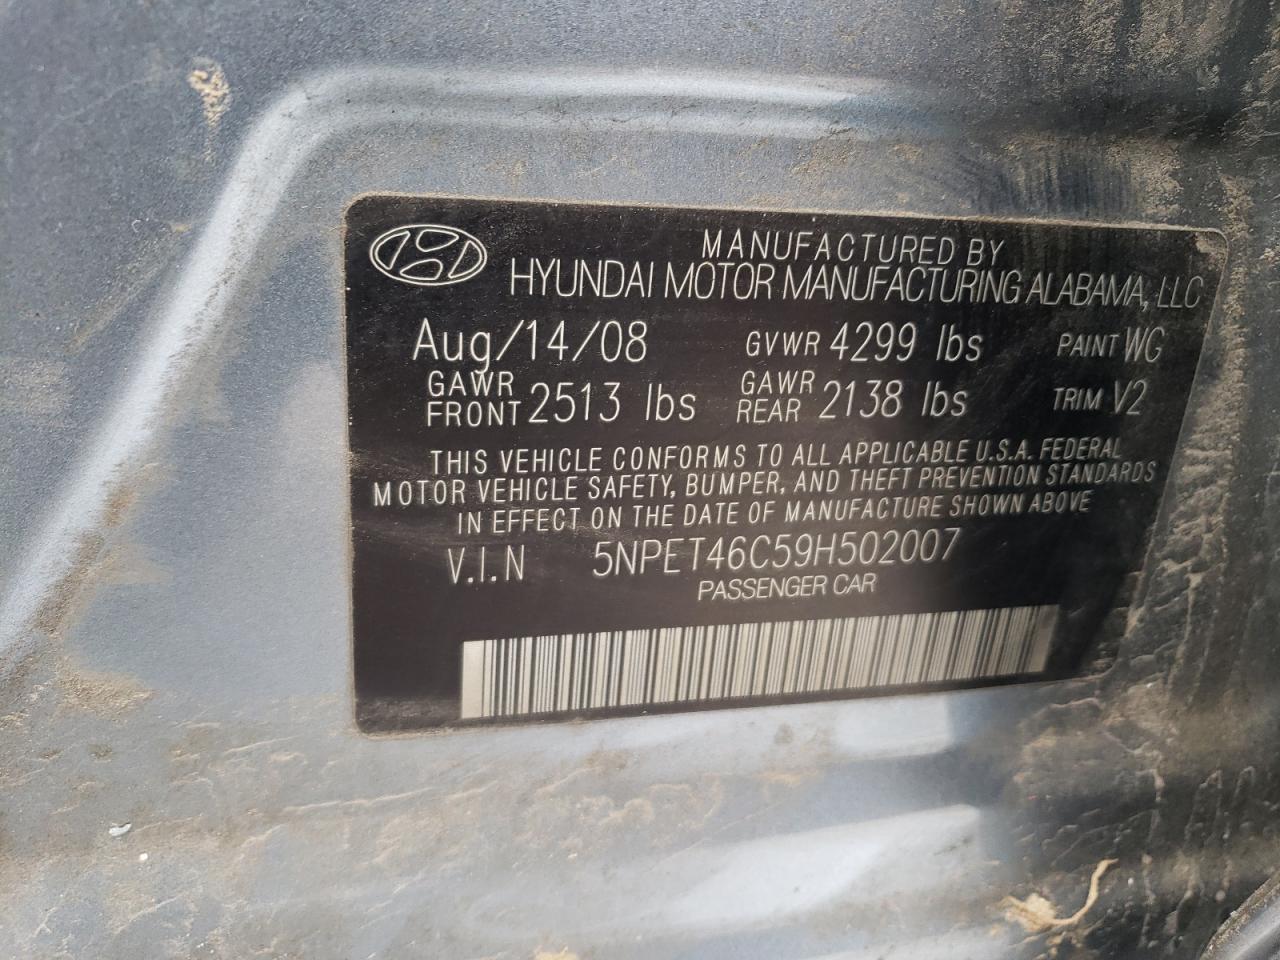 MANUFACTURED BY
HYUNDAI MOTOR MANUFACTURING ALABAMA, LLC
Aug/14/08 GVWR 4299 lbs PAINT WG
GAWR FRONT 2513 lbs GAWR REAR 2138 lbs TRIM V2
THIS VEHICLE CONFORMS TO ALL APPLICABLE U.S.A. FEDERAL
MOTOR VEHICLE SAFETY, BUMPER, AND THEFT PREVENTION STANDARDS
IN EFFECT ON THE DATE OF MANUFACTURE SHOWN ABOVE
V.I.N 5NPET46C59H502007
PASSENGER CAR